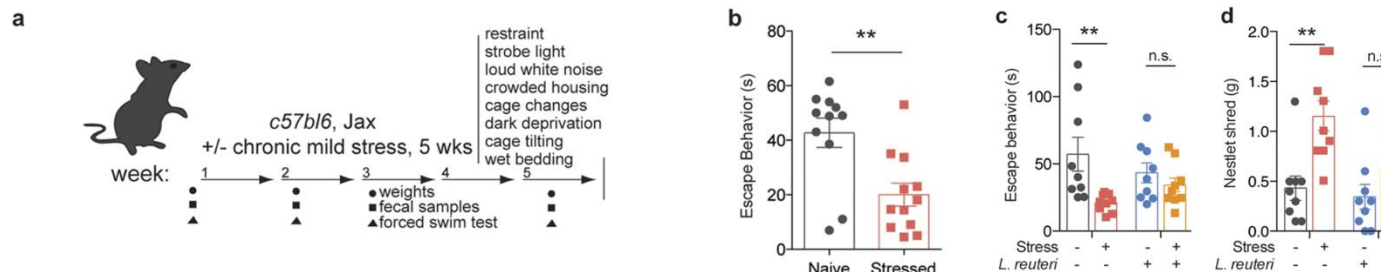 a
restraint
strobe light
loud white noise
crowded housing
cage changes
dark deprivation
cage tilting
wet bedding
c57bl6, Jax
+/- chronic mild stress, 5 wks
week:
1 2 3 4 5
weights
fecal samples
forced swim test
b
**
Escape Behavior (s)
80
60
40
20
0
Naive Stressed
c
**
n.s.
Escape behavior (s)
150
100
50
0
Stress - + - +
L. reuteri - - + +
d
**
Nestlet shred (g)
2.0
1.5
1.0
0.5
0.0
Stress - + -
L. reuteri - - +